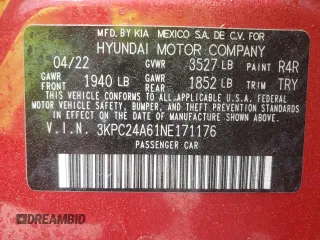 MFD BY KIA MEXICO S.A. DE C.V. FOR
HYUNDAI MOTOR COMPANY
04/22 GVWR 3527 LB PAINT R4R
GAWR 1940 LB GAWR 1852 LB TRIM TRY
THIS VEHICLE CONFORMS TO ALL APPLICABLE FEDERAL
MOTOR VEHICLE SAFETY, BUMPER, AND THEFT PREVENTION STANDARDS
IN EFFECT ON THE DATE OF MANUFACTURE SHOWN ABOVE.
V.I.N. 3KPC24A61NE171176
PASSENGER CAR
DREAMBID